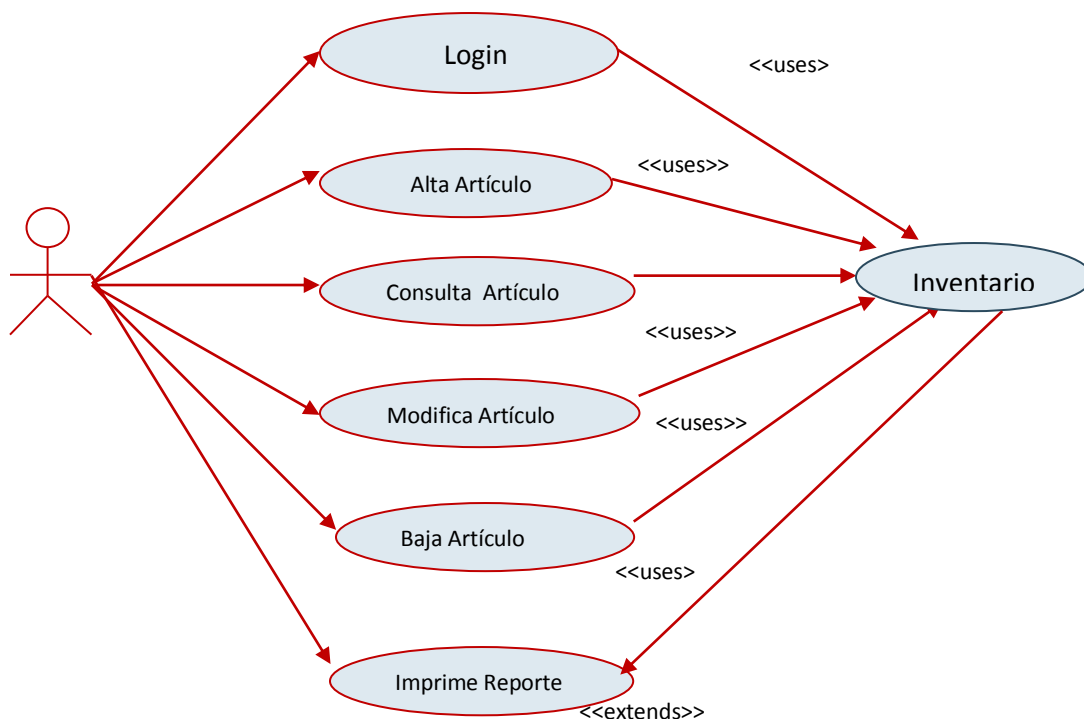 Login
<<uses>
Alta Artículo
<<uses>>
Consulta Artículo
Inventario
<<uses>>
Modifica Artículo
<<uses>>
Baja Artículo
<<uses>
Imprime Reporte
<<extends>>